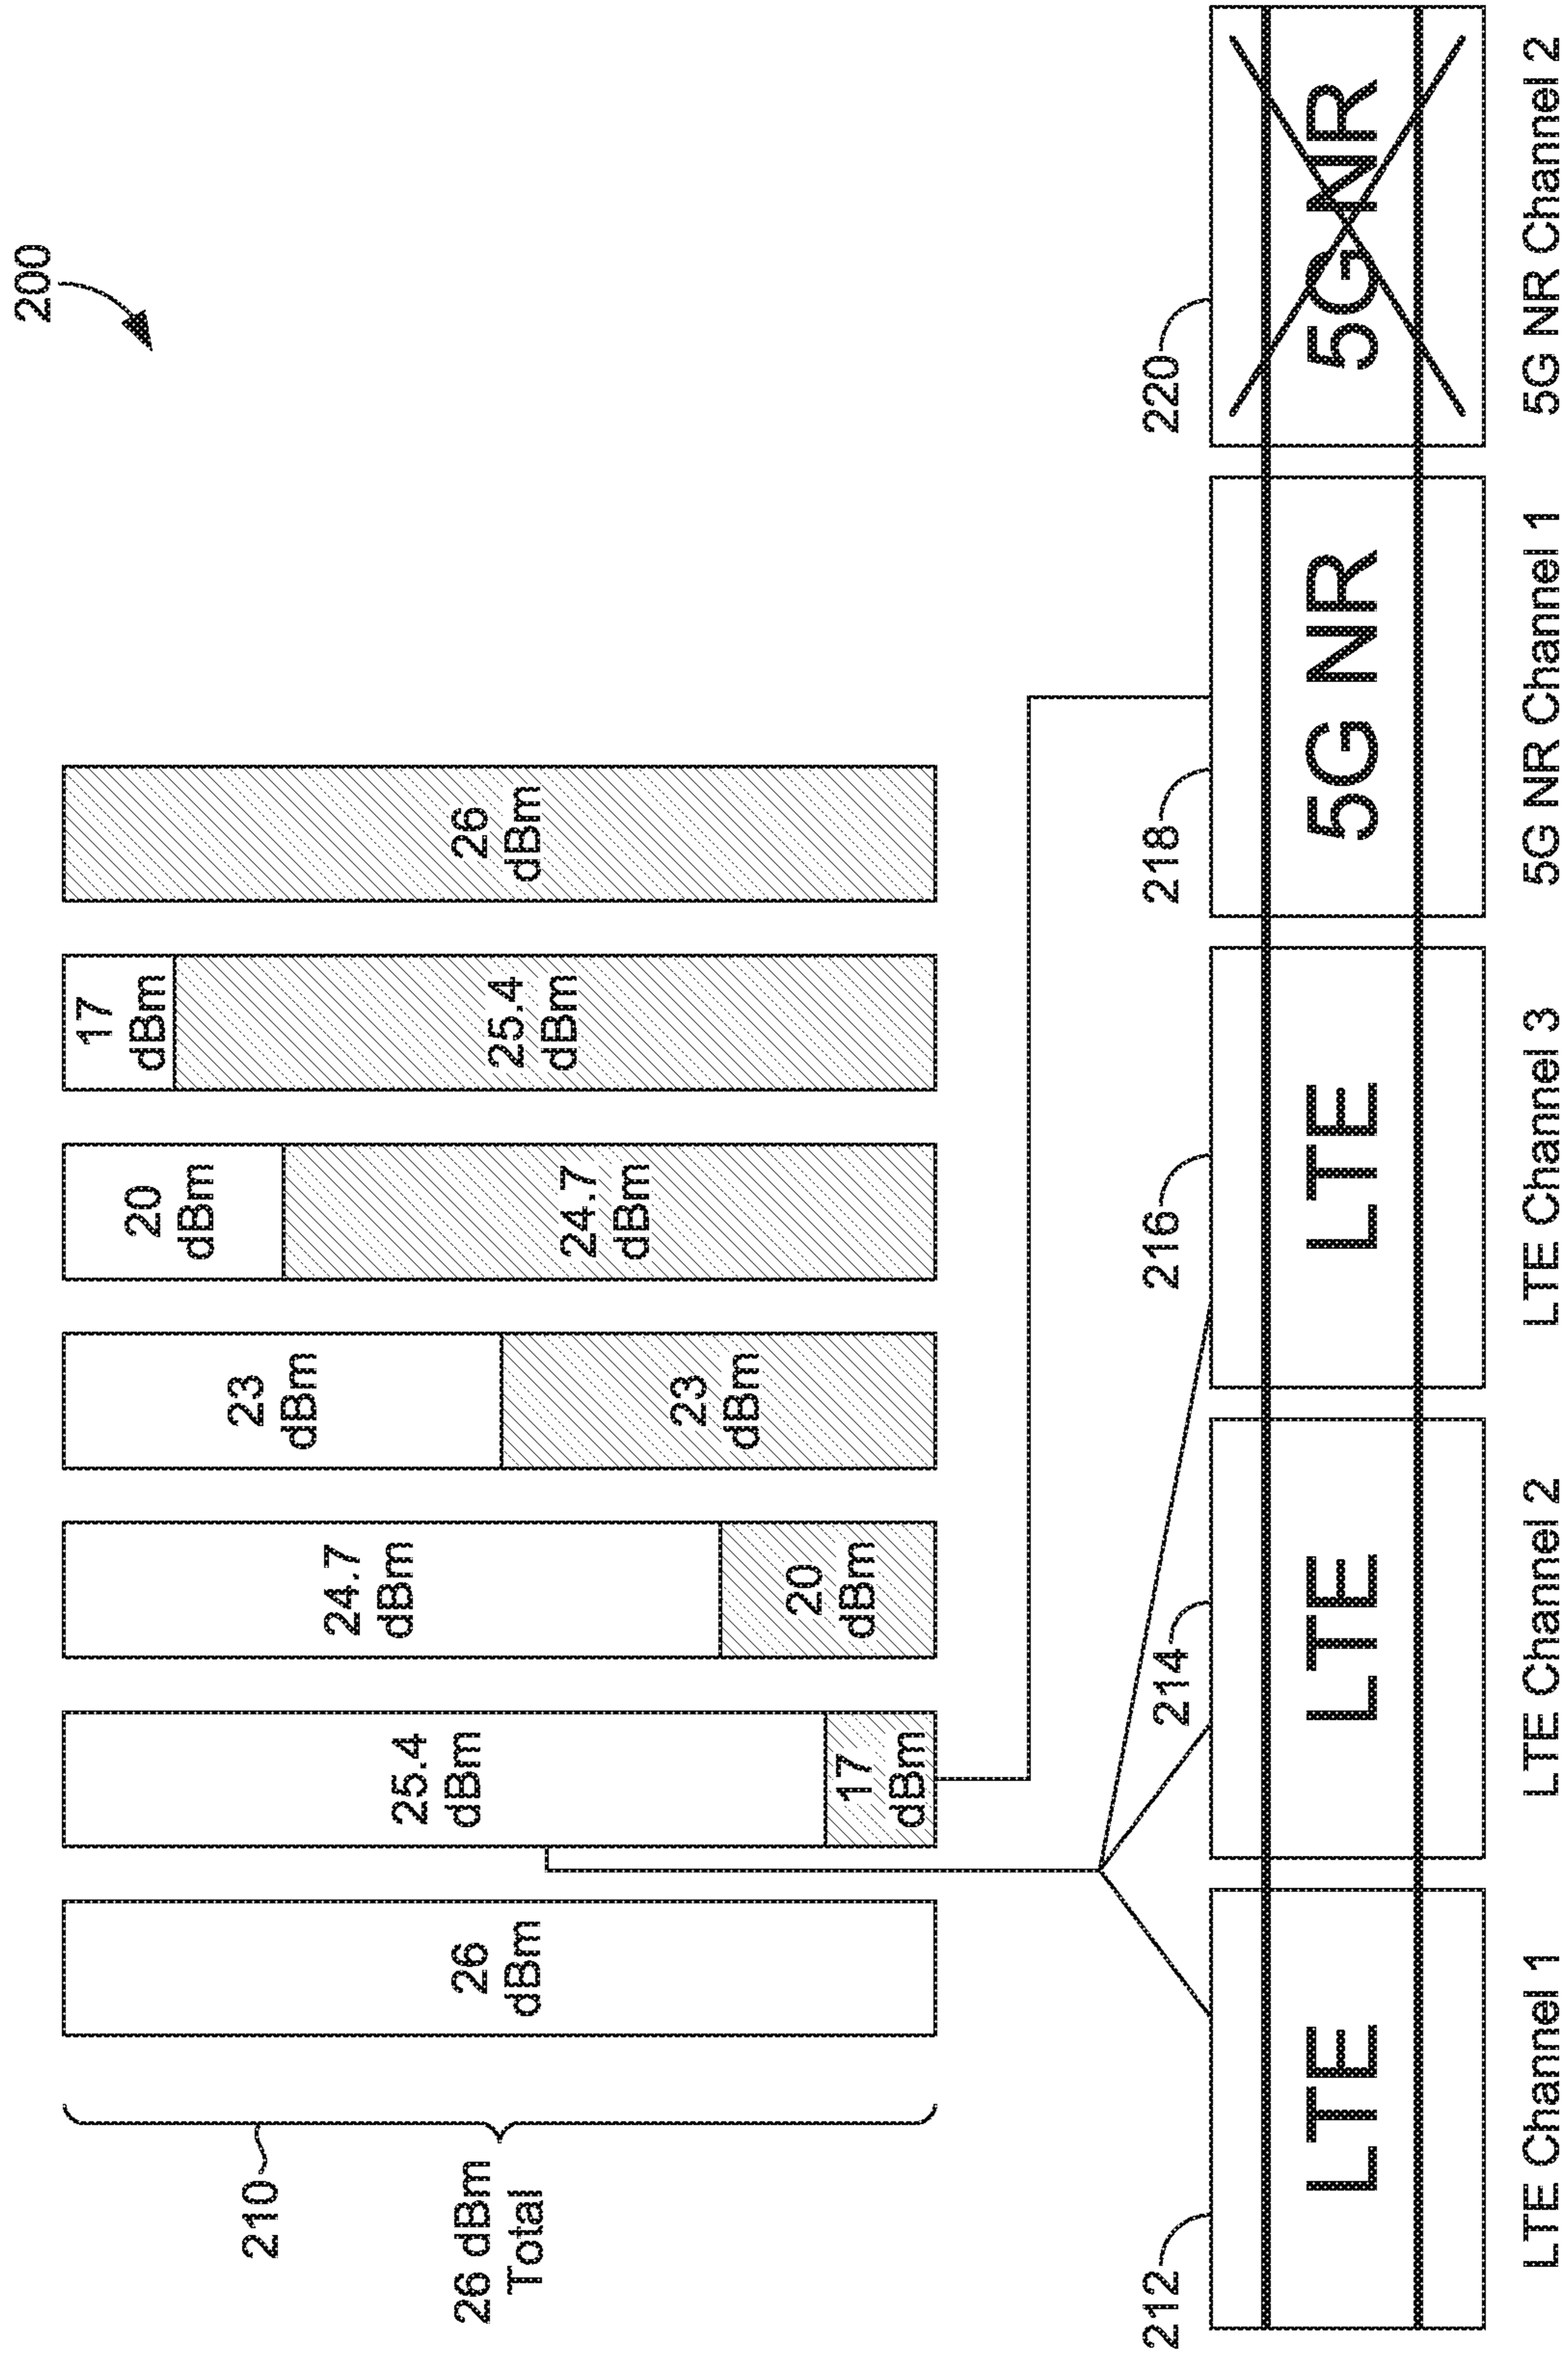 200
210
26 dBm
Total
26
dBm
25.4
dBm
17
dBm
24.7
dBm
20
dBm
23
dBm
23
dBm
20
dBm
24.7
dBm
17
dBm
25.4
dBm
26
dBm
212
214
216
218
220
LTE
LTE
LTE
5G NR
5G NR
LTE Channel 1
LTE Channel 2
LTE Channel 3
5G NR Channel 1
5G NR Channel 2